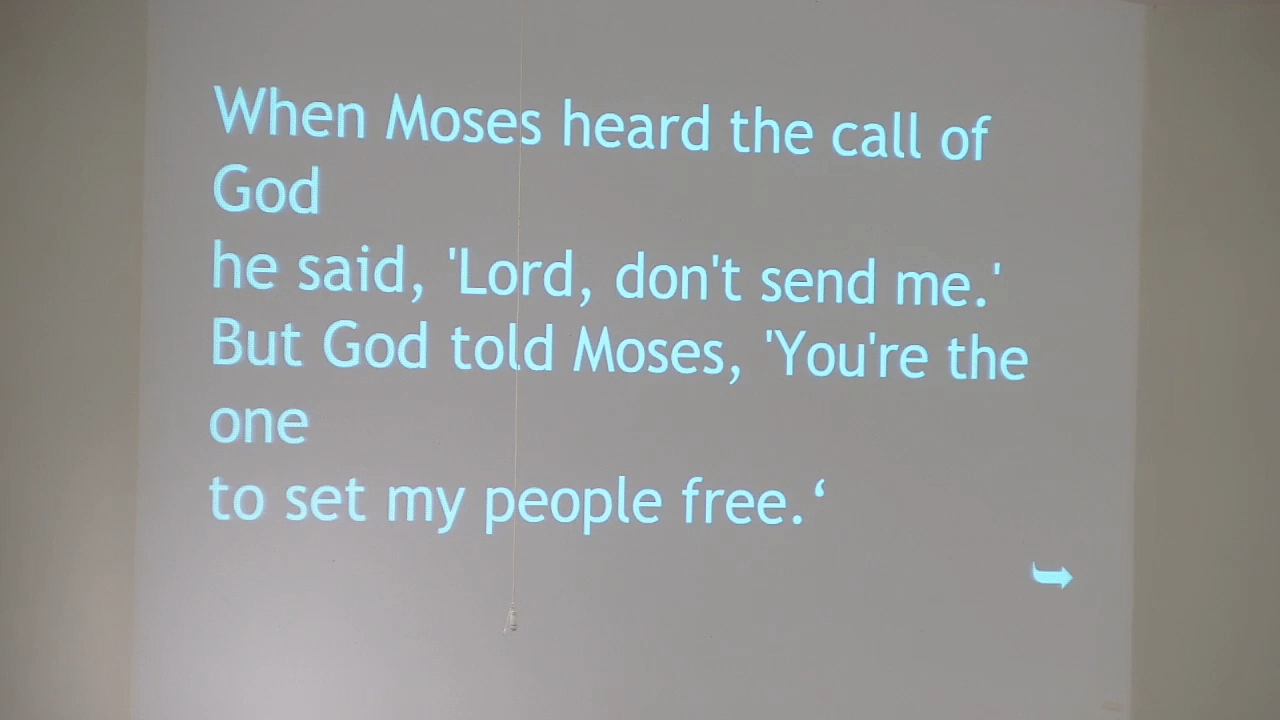 When Moses heard the call of
God
he said, 'Lord, don't send me.'
But God told Moses, 'You're the
one
to set my people free.‘